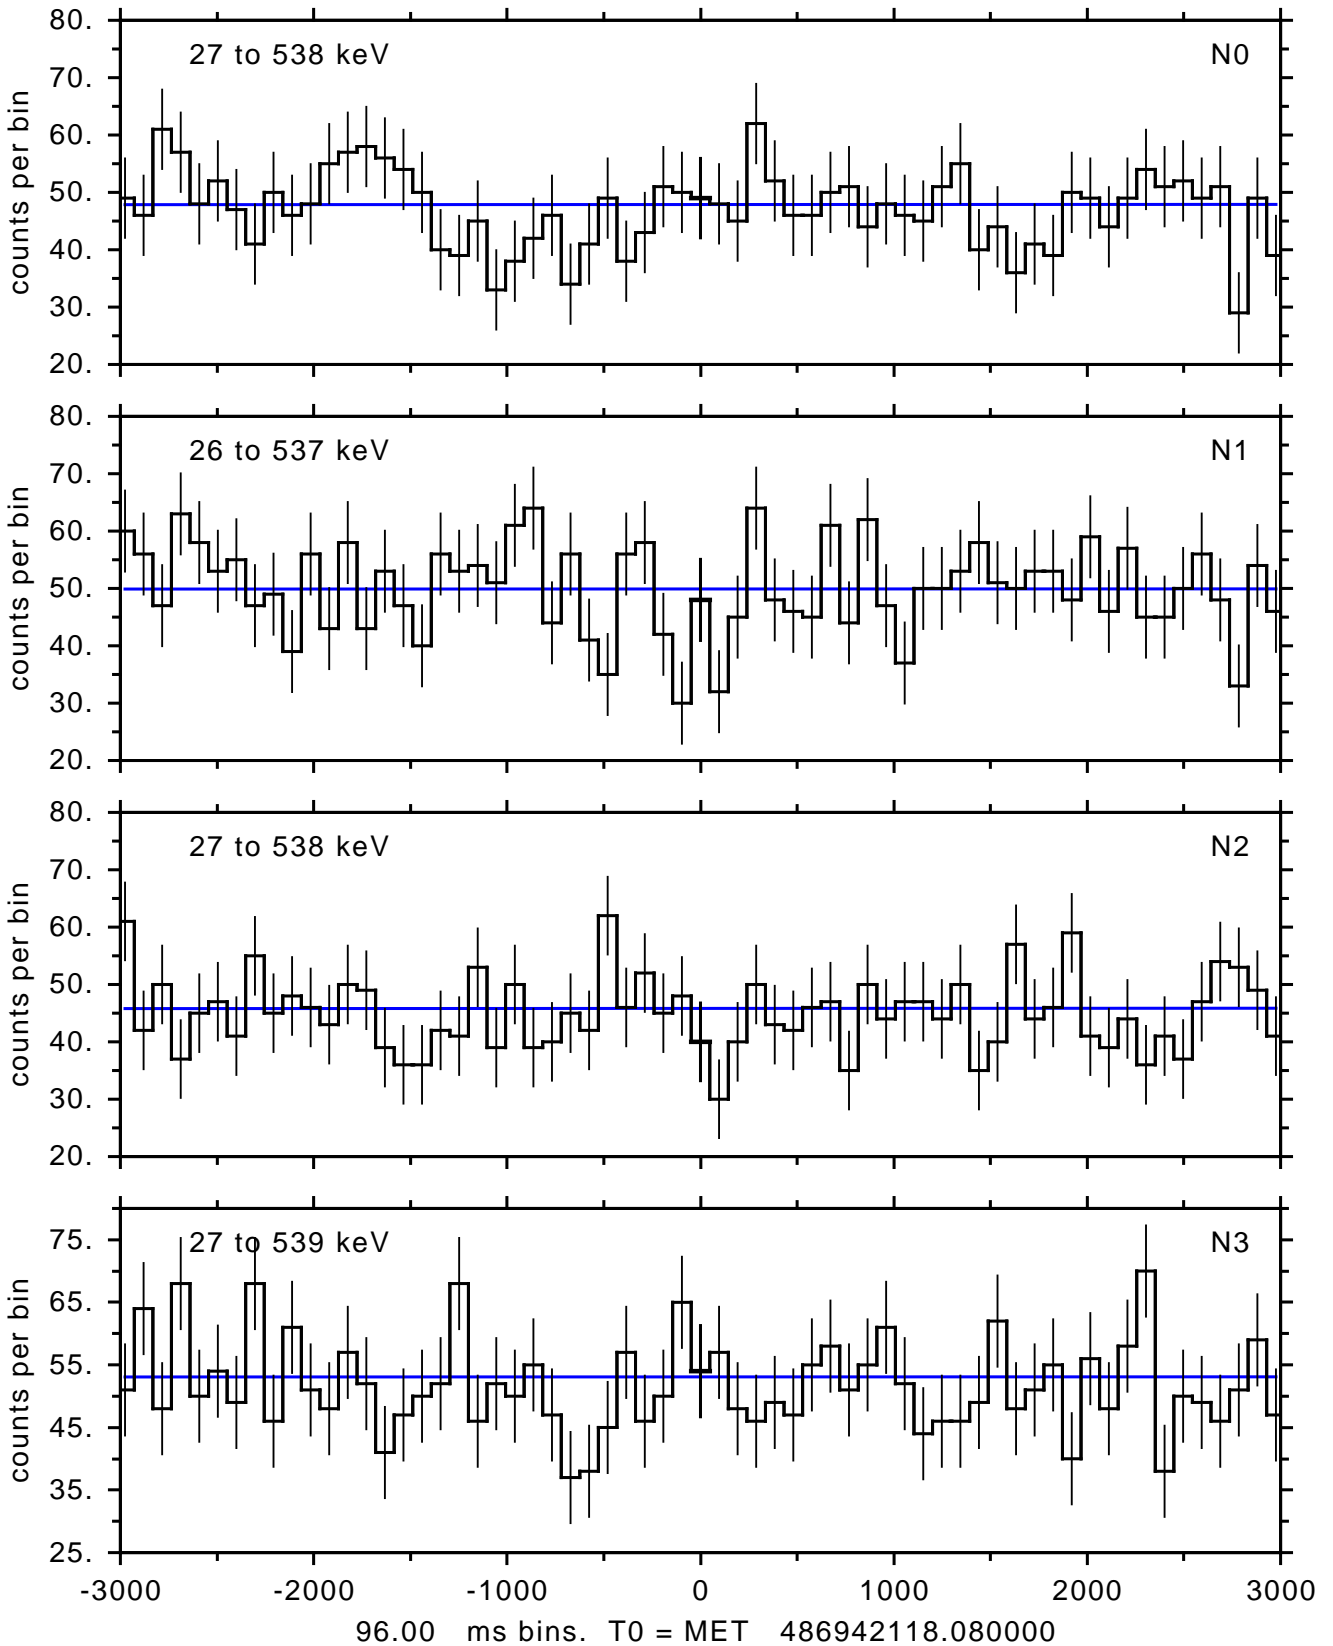 80.
27 to 538 keV N0
70.
60.
50.
40.
30.
20.
counts per bin
80.
26 to 537 keV N1
70.
60.
50.
40.
30.
20.
counts per bin
80.
27 to 538 keV N2
70.
60.
50.
40.
30.
20.
counts per bin
75.
27 to 539 keV N3
65.
55.
45.
35.
25.
counts per bin
-3000 -2000 -1000 0 1000 2000 3000
96.00 ms bins. T0 = MET 486942118.080000